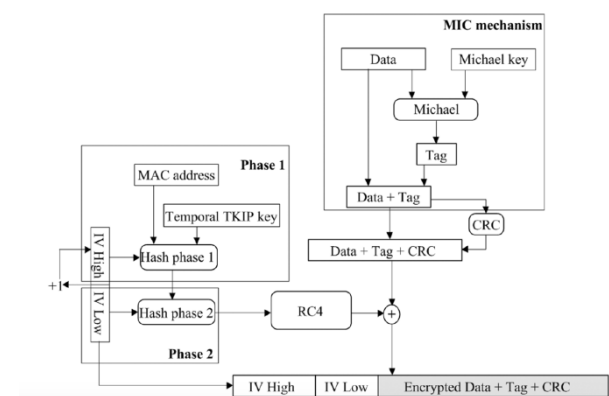 MIC mechanism
Data
Michael key
Michael
Tag
Data + Tag
CRC
Data + Tag + CRC
Phase 1
MAC address
Temporal TKIP key
IV High
Hash phase 1
+1
IV Low
Hash phase 2
RC4
+
Phase 2
IV High
IV Low
Encrypted Data + Tag + CRC